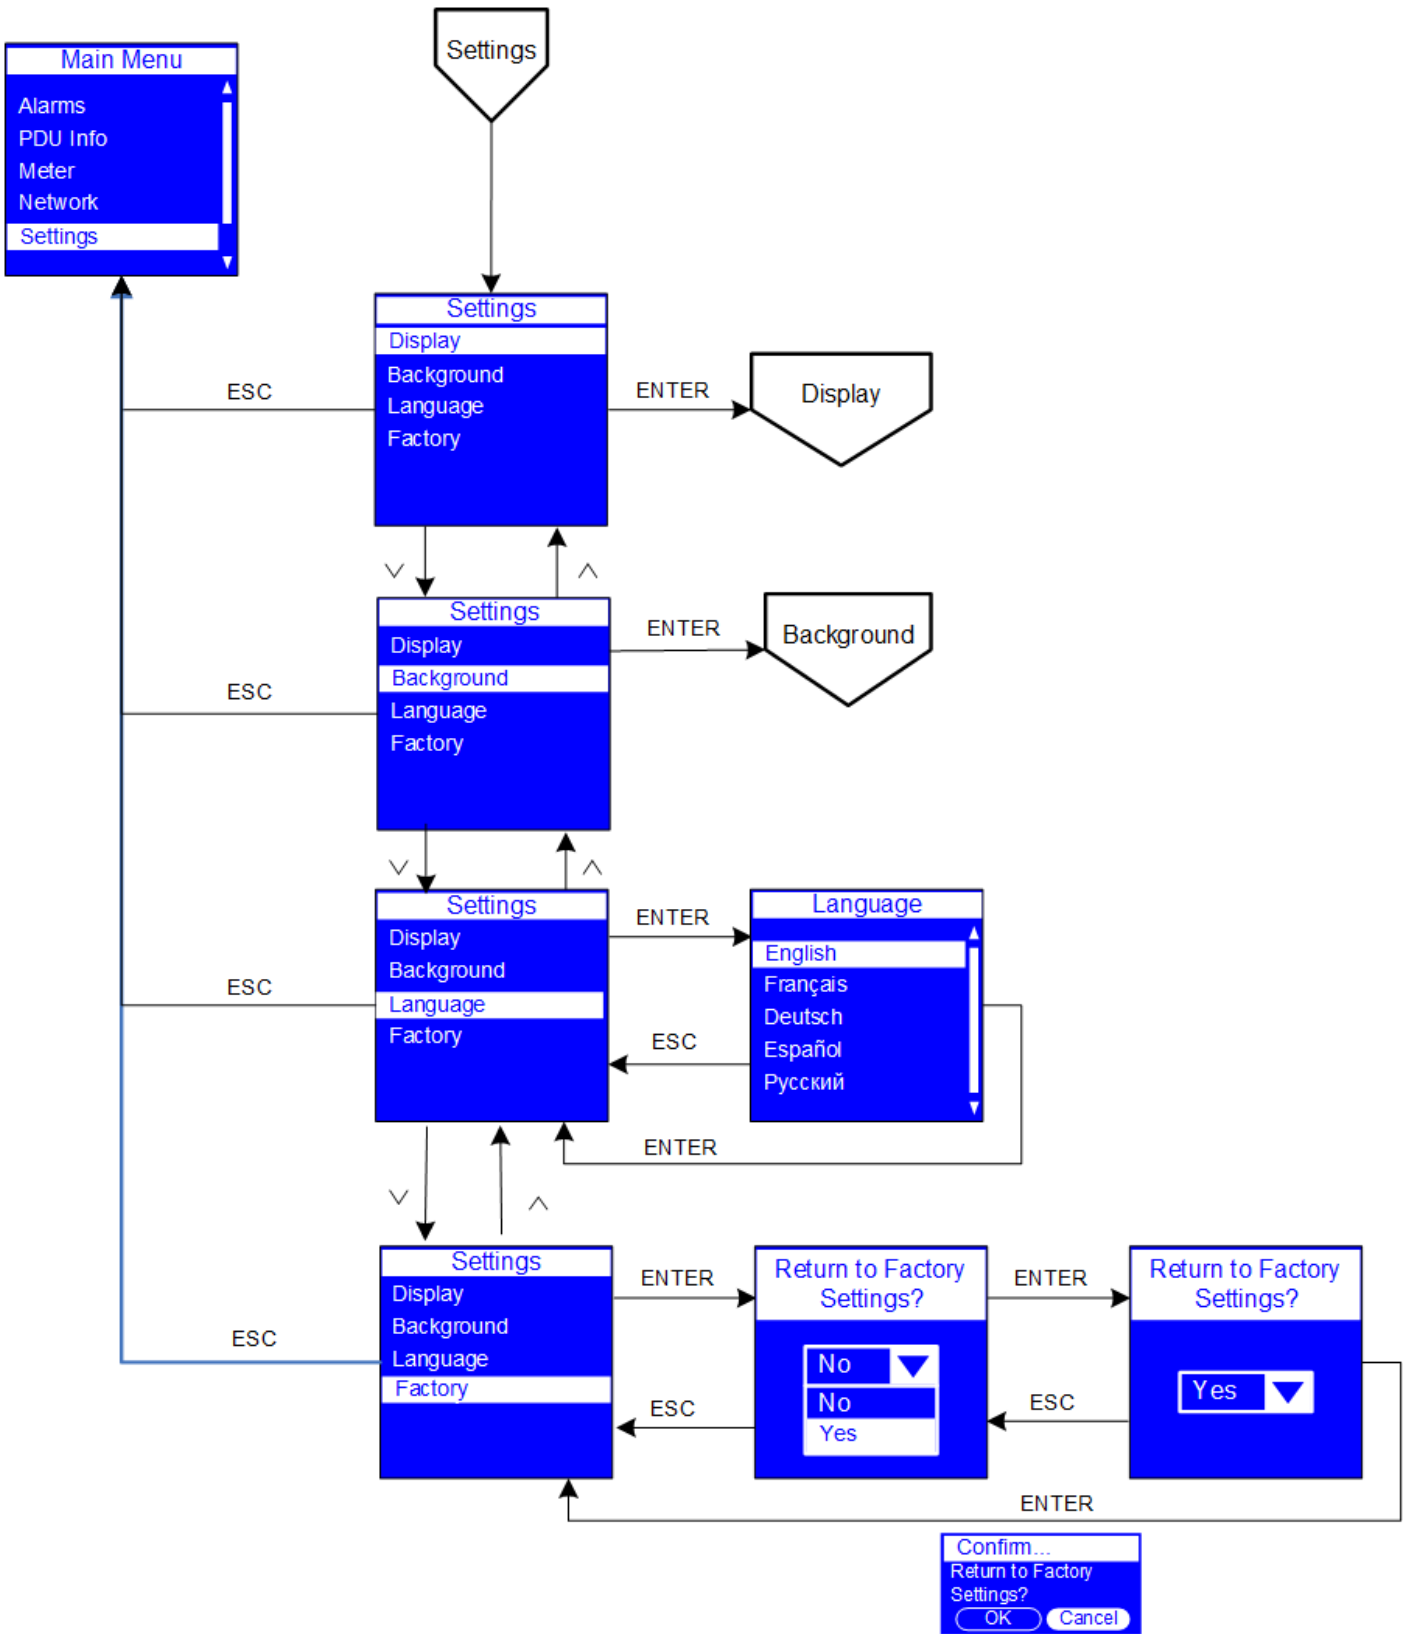 Settings
Main Menu
Alarms
PDU Info
Meter
Network
Settings
Settings
Display
Background
Language
Factory
ESC
ENTER
Display
Settings
Display
Background
Language
Factory
ESC
ENTER
Background
Settings
Display
Background
Language
Factory
ESC
ENTER
ESC
ENTER
Language
English
Français
Deutsch
Español
Русский
Settings
Display
Background
Language
Factory
ESC
ENTER
ESC
Return to Factory
Settings?
No
No
Yes
ENTER
ESC
Return to Factory
Settings?
Yes
ENTER
Confirm...
Return to Factory
Settings?
OK
Cancel